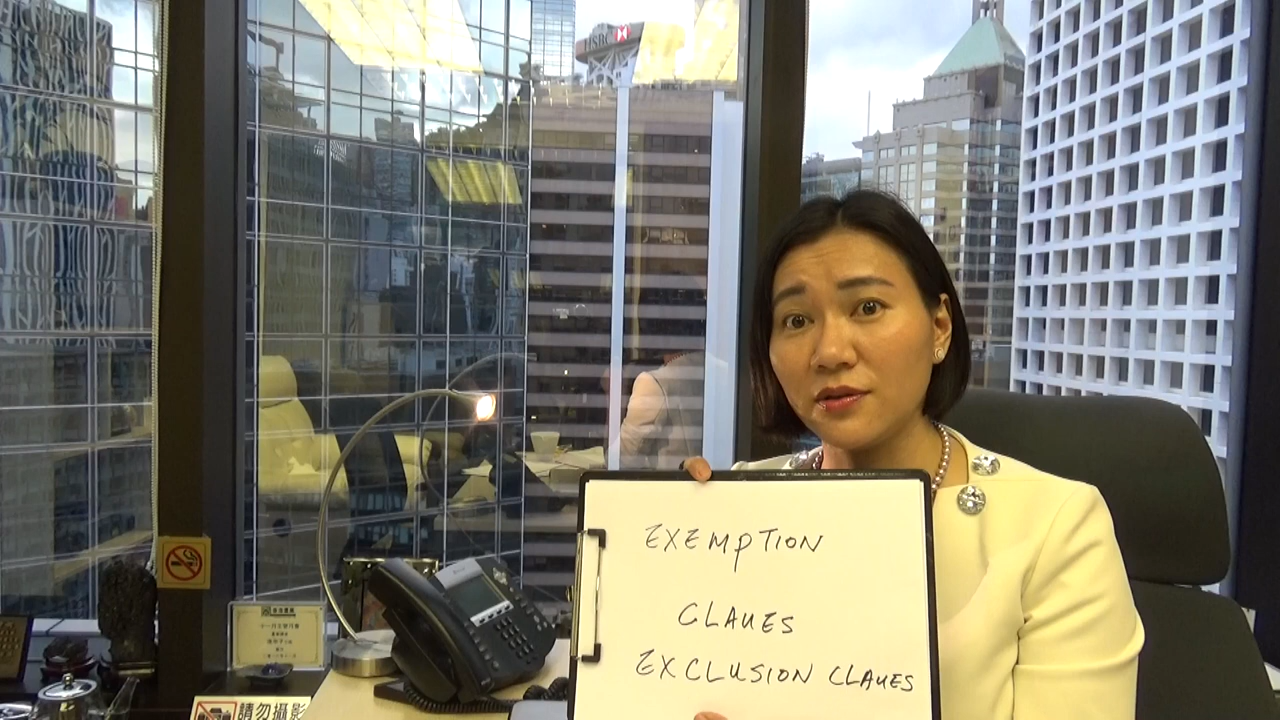 HSBC
EXEMPTION
CLAUES
EXCLUSION CLAUES
請勿攝影